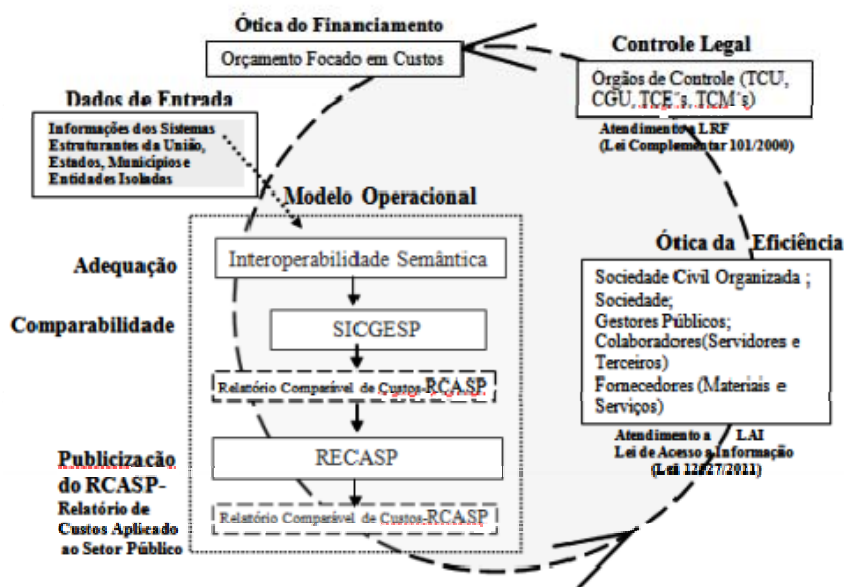 Ótica do Financiamento
Orçamento Focado em Custos
Controle Legal
Órgãos de Controle (TCU,
CGU, TCE´s, TCM´s)
Atendimento a LRF
(Lei Complementar 101/2000)
Dados de Entrada
Informações dos Sistemas
Estruturantes da União,
Estados, Municípios e
Entidades Isoladas
Modelo Operacional
Adequação
Interoperabilidade Semântica
Comparabilidade
SICGESP
Relatório Comparável de Custos-RCASP
RECASP
Relatório Comparável de Custos-RCASP
Publicização
do RCASP-
Relatório de
Custos Aplicado
ao Setor Público
Ótica da Eficiência
Sociedade Civil Organizada ;
Sociedade;
Gestores Públicos;
Colaboradores(Servidores e
Terceiros)
Fornecedores (Materiais e
Serviços)
Atendimento a LAI
Lei de Acesso a Informação
(Lei 12527/2011)